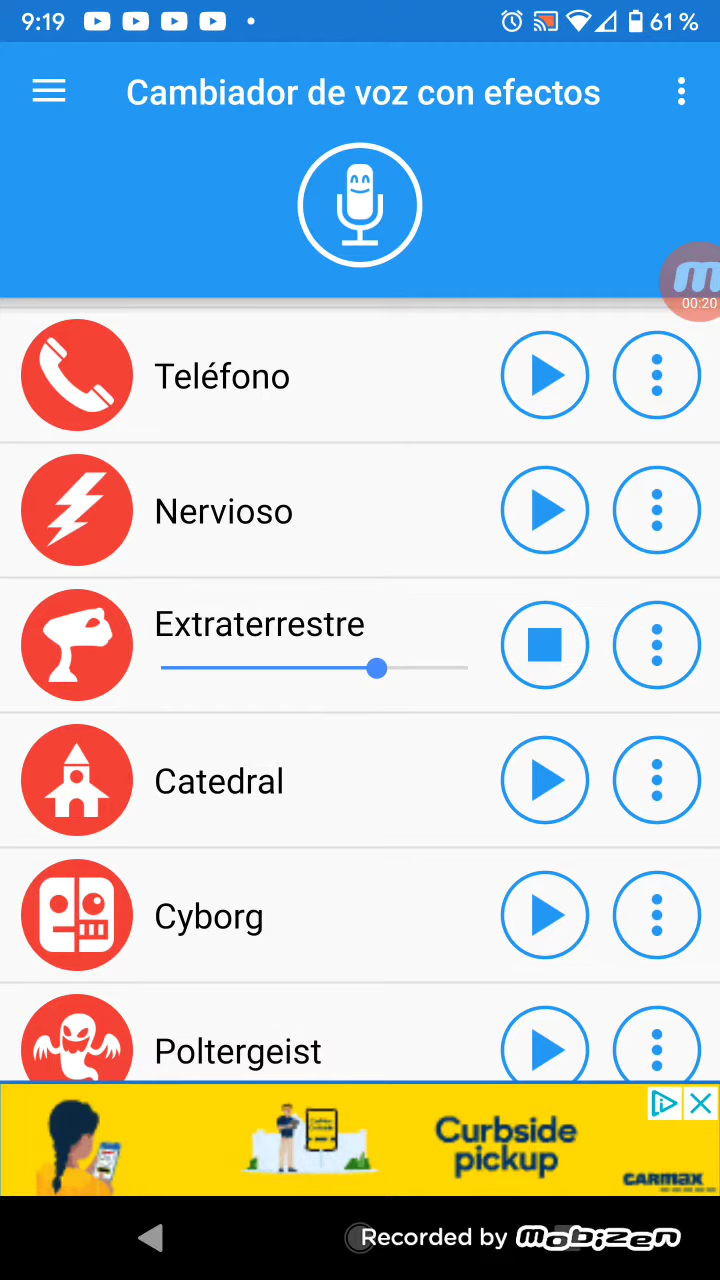 9:19
61 %
Cambiador de voz con efectos
00:20
Teléfono
Nervioso
Extraterrestre
Catedral
Cyborg
Poltergeist
Curbside
pickup
CARMAX
Recorded by mobizen